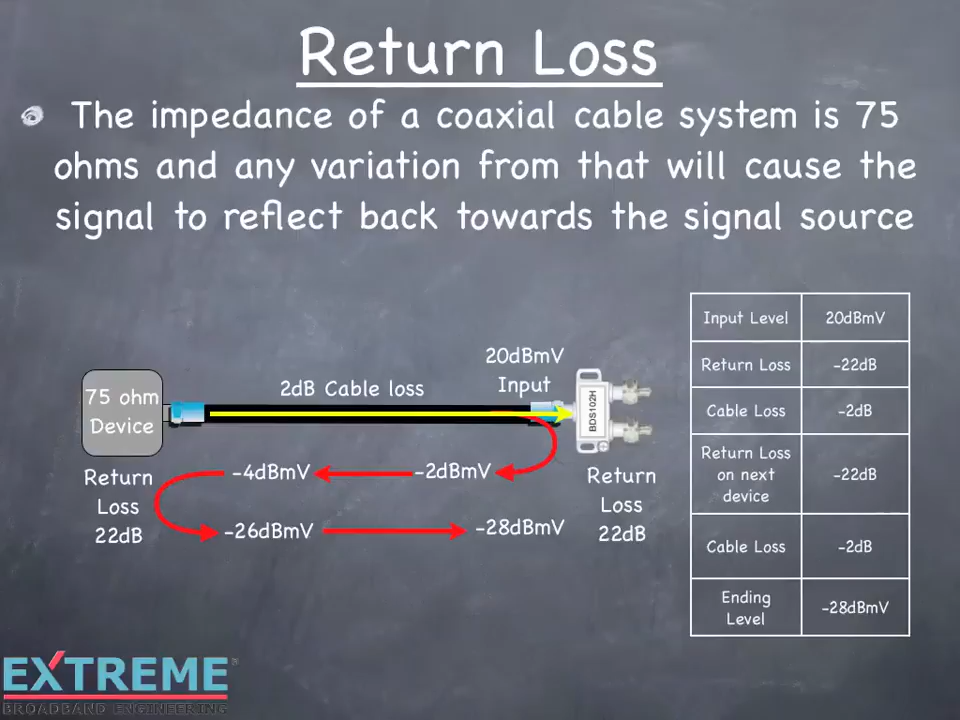 Return Loss
The impedance of a coaxial cable system is 75
ohms and any variation from that will cause the
signal to reflect back towards the signal source
75 ohm
Device
2dB Cable loss
20dBmV
Input
BDS102H
Return
Loss
22dB
-4dBmV
-2dBmV
-26dBmV
-28dBmV
Return
Loss
22dB
Input Level 20dBmV
Return Loss -22dB
Cable Loss -2dB
Return Loss
on next
device
-22dB
Cable Loss -2dB
Ending
Level
-28dBmV
EXTREME
BROADBAND ENGINEERING